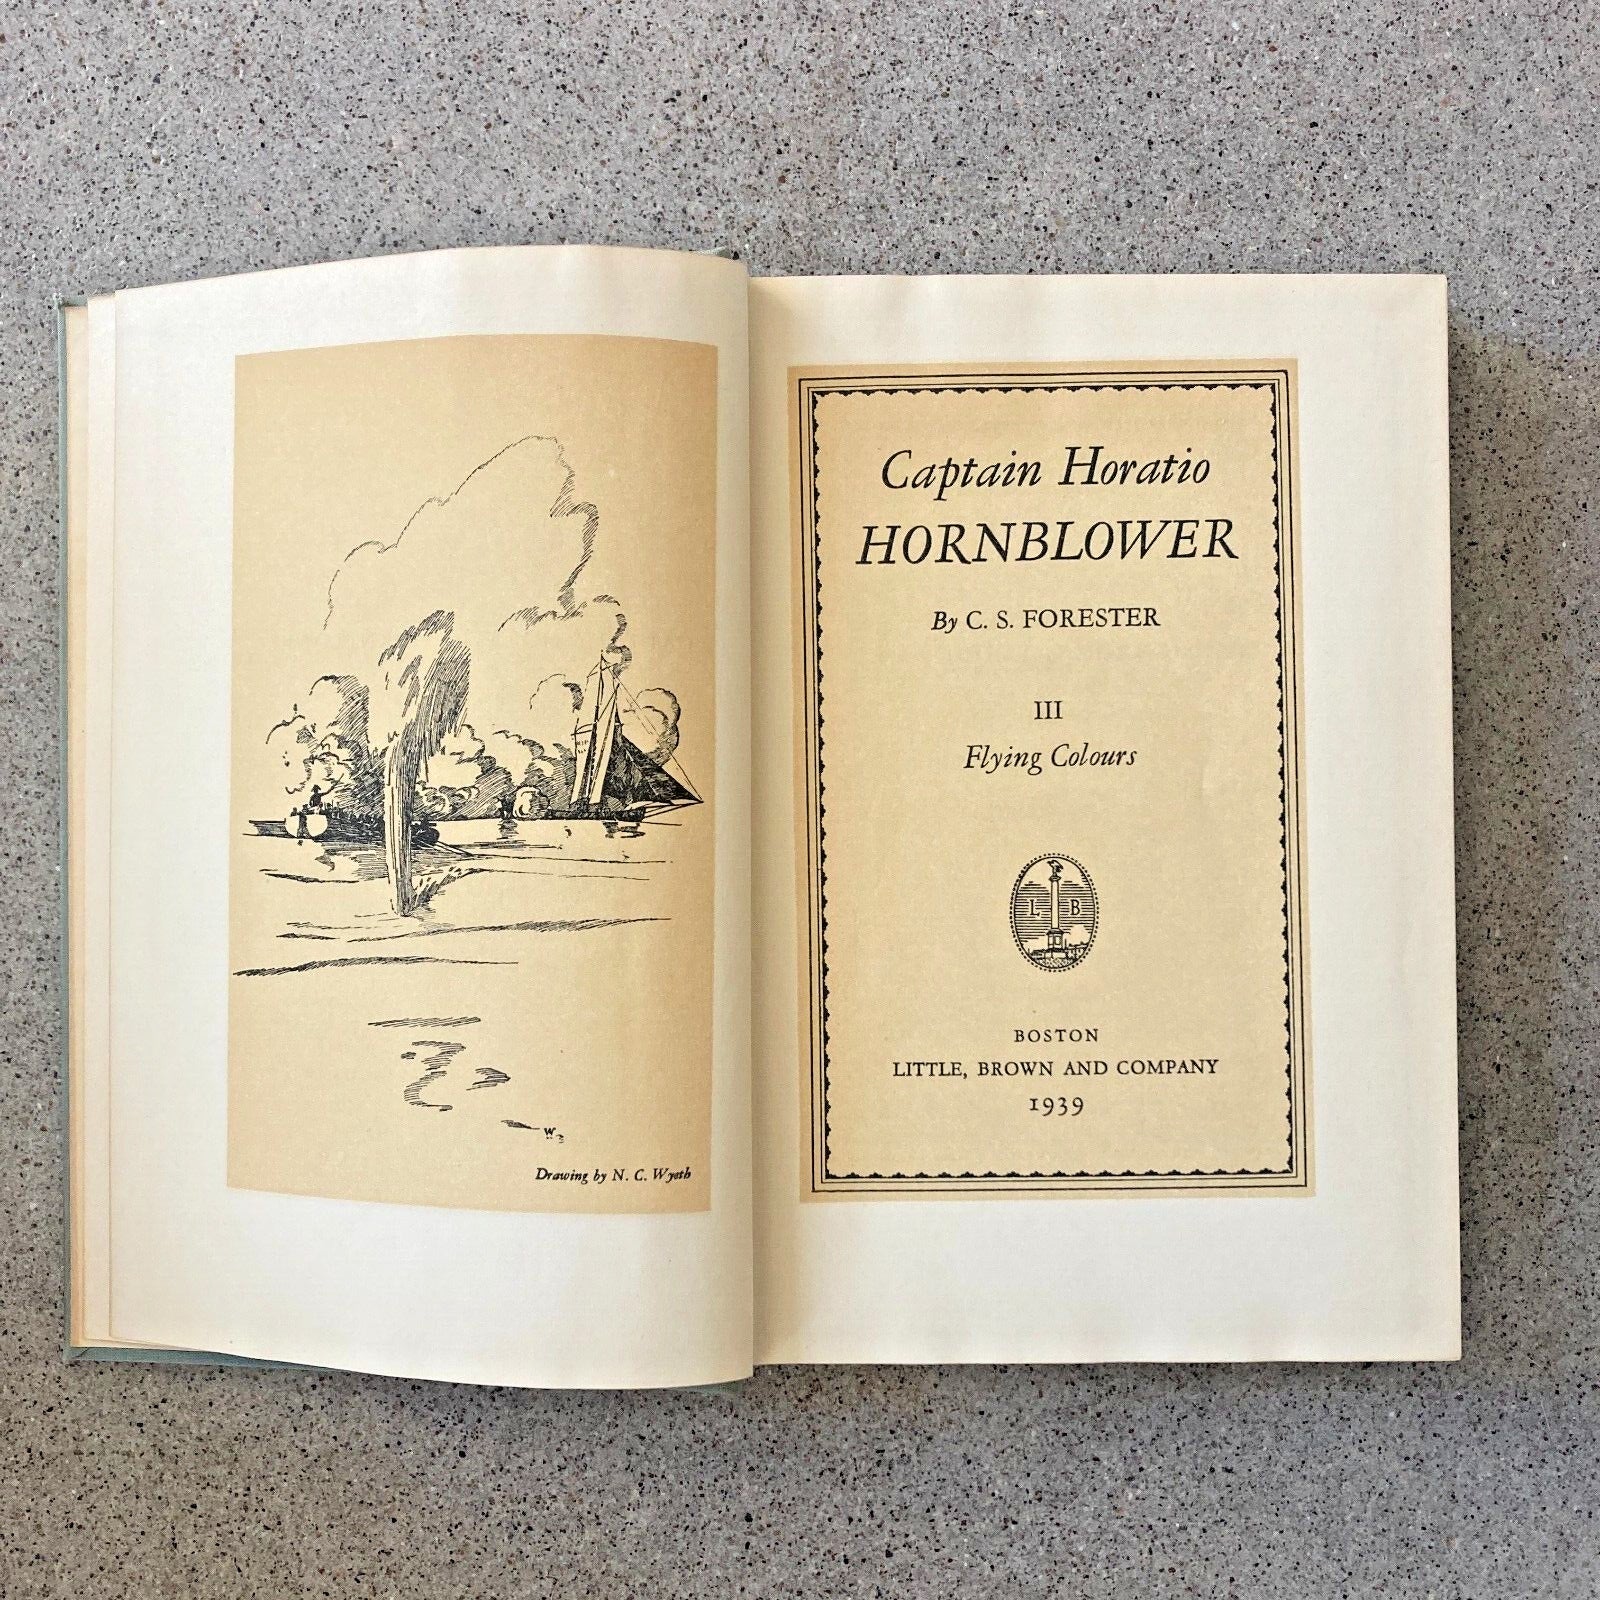 W
Drawing by N. C. Wyeth
Captain Horatio
HORNBLOWER
By C. S. FORESTER
III
Flying Colours
L B
BOSTON
LITTLE, BROWN AND COMPANY
1939